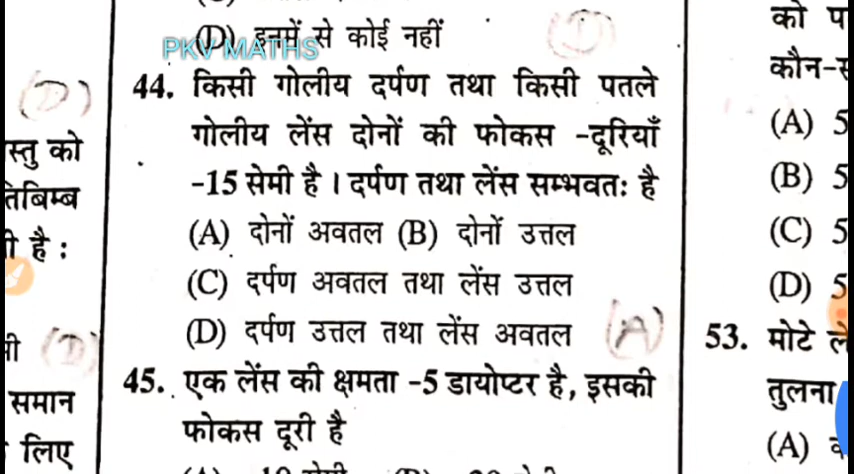 (D) इनमें से कोई नहीं
PKV MATHS
(D)
44. किसी गोलीय दर्पण तथा किसी पतले
गोलीय लेंस दोनों की फोकस -दूरियाँ
-15 सेमी है । दर्पण तथा लेंस सम्भवतः है
(A) दोनों अवतल (B) दोनों उत्तल
(C) दर्पण अवतल तथा लेंस उत्तल
(D) दर्पण उत्तल तथा लेंस अवतल
(A)
45. एक लेंस की क्षमता -5 डायोप्टर है, इसकी
फोकस दूरी है
स्तु को
है :
(D)
समान
लिए
को प
कौन-स
(A) 5
(B) 5
(C) 5
(D) 5
53. मोटे ले
तुलना
(A)